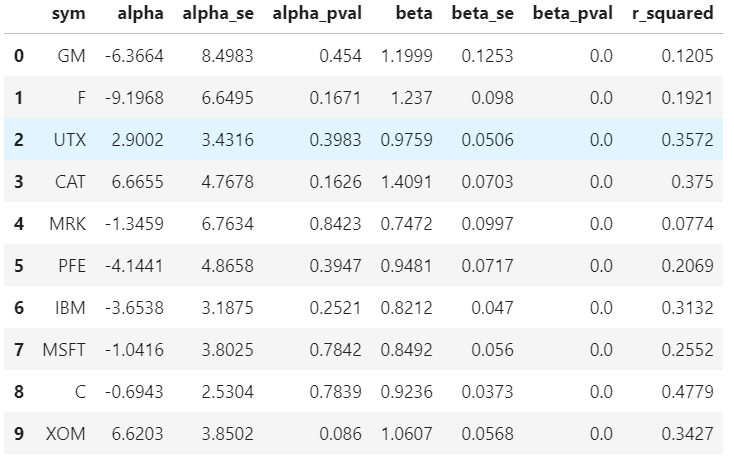 sym alpha alpha_se alpha_pval beta beta_se beta_pval r_squared
0 GM -6.3664 8.4983 0.454 1.1999 0.1253 0.0 0.1205
1 F -9.1968 6.6495 0.1671 1.237 0.098 0.0 0.1921
2 UTX 2.9002 3.4316 0.3983 0.9759 0.0506 0.0 0.3572
3 CAT 6.6655 4.7678 0.1626 1.4091 0.0703 0.0 0.375
4 MRK -1.3459 6.7634 0.8423 0.7472 0.0997 0.0 0.0774
5 PFE -4.1441 4.8658 0.3947 0.9481 0.0717 0.0 0.2069
6 IBM -3.6538 3.1875 0.2521 0.8212 0.047 0.0 0.3132
7 MSFT -1.0416 3.8025 0.7842 0.8492 0.056 0.0 0.2552
8 C -0.6943 2.5304 0.7839 0.9236 0.0373 0.0 0.4779
9 XOM 6.6203 3.8502 0.086 1.0607 0.0568 0.0 0.3427